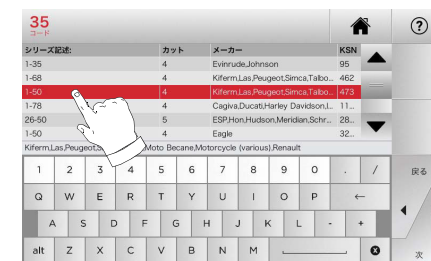 35
コード
?
シリーズ記述: カット メーカー KSN
1-35 4 Evinrude,Johnson 95
1-68 4 Kiferm,Las,Peugeot,Simca,Talbo... 462
1-50 4 Kiferm,Las,Peugeot,Simca,Talbo... 473
1-78 4 Cagiva,Ducati,Harley Davidson,I... 11...
26-50 5 ESP,Hon,Hudson,Meridian,Schr... 28...
1-50 4 Eagle 32...
Kiferm,Las,Peugeot,S Moto Becane,Motorcycle (various),Renault
1 2 3 4 5 6 7 8 9 0 . /
戻る
Q W E R T Y U I O P ←
A S D F G H J K L - +
alt Z X C V B N M
次